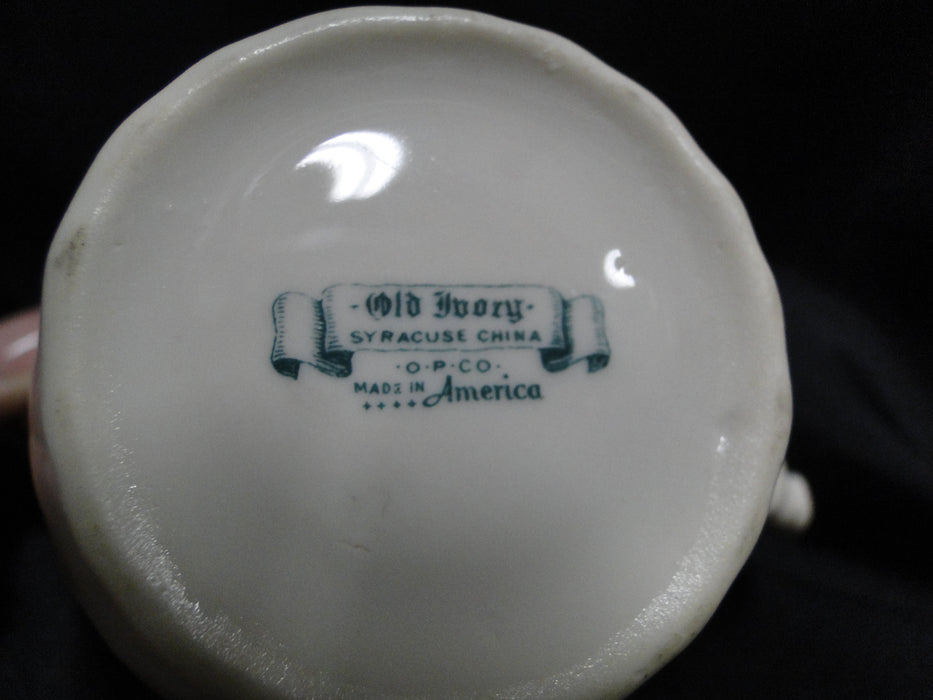 · Old Ivory ·
SYRACUSE CHINA
· O · P · CO ·
MADE IN America
++++